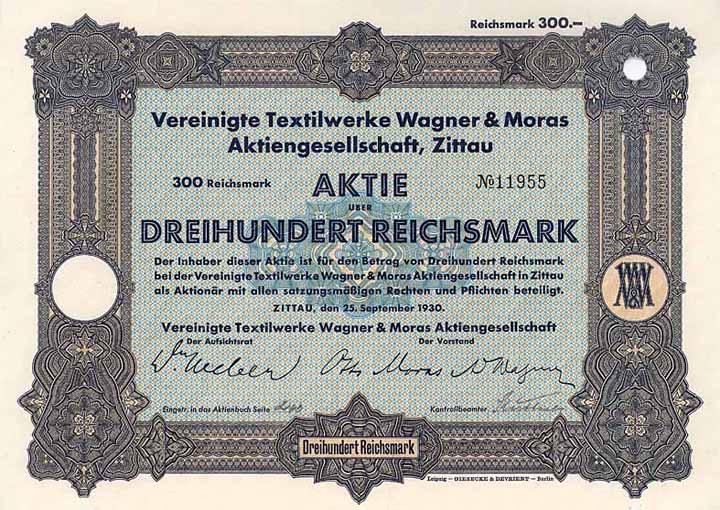 Reichsmark 300.–
Vereinigte Textilwerke Wagner & Moras
Aktiengesellschaft, Zittau
300 Reichsmark AKTIE №11955
ÜBER
DREIHUNDERT REICHSMARK
Der Inhaber dieser Aktie ist für den Betrag von Dreihundert Reichsmark
bei der Vereinigte Textilwerke Wagner & Moras Aktiengesellschaft in Zittau
als Aktionär mit allen satzungsmäßigen Rechten und Pflichten beteiligt.
ZITTAU, den 25. September 1930.
Vereinigte Textilwerke Wagner & Moras Aktiengesellschaft
Der Aufsichtsrat Der Vorstand
Otto Moras Wagner
Eingetr. in das Aktienbuch Seite Kontrollbeamter
Dreihundert Reichsmark
Leipzig – GIESECKE & DEVRIENT – Berlin